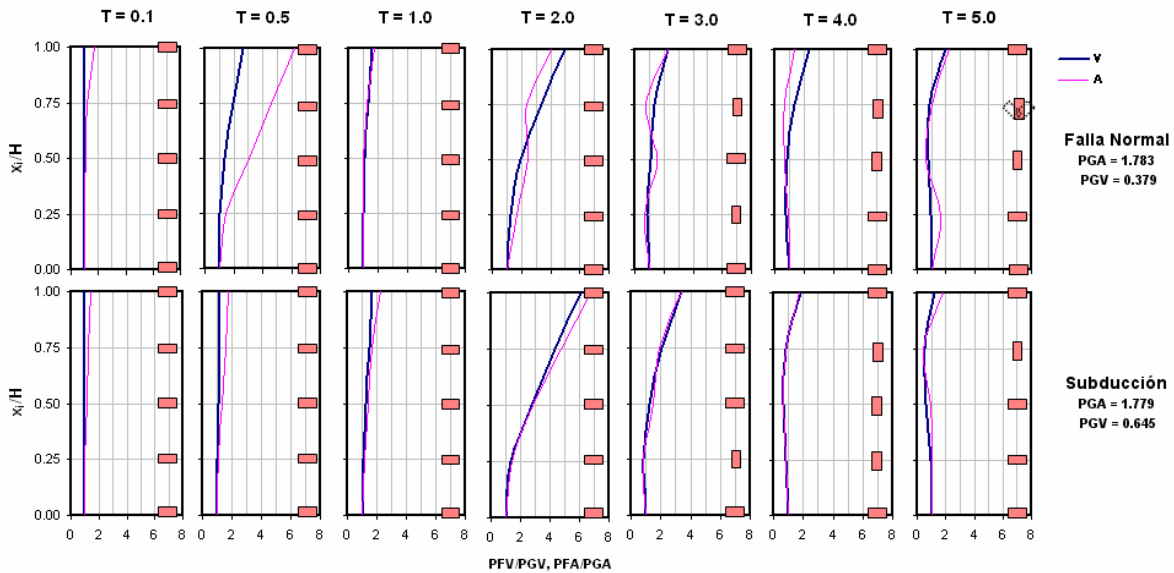 T = 0.1 T = 0.5 T = 1.0 T = 2.0 T = 3.0 T = 4.0 T = 5.0
1.00
0.75
0.50
0.25
0.00
xi/H
V
A
Falla Normal
PGA = 1.783
PGV = 0.379
1.00
0.75
0.50
0.25
0.00
xi/H
Subducción
PGA = 1.779
PGV = 0.645
0 2 4 6 8 0 2 4 6 8 0 2 4 6 8 0 2 4 6 8 0 2 4 6 8 0 2 4 6 8 0 2 4 6 8
PFV/PGV, PFA/PGA